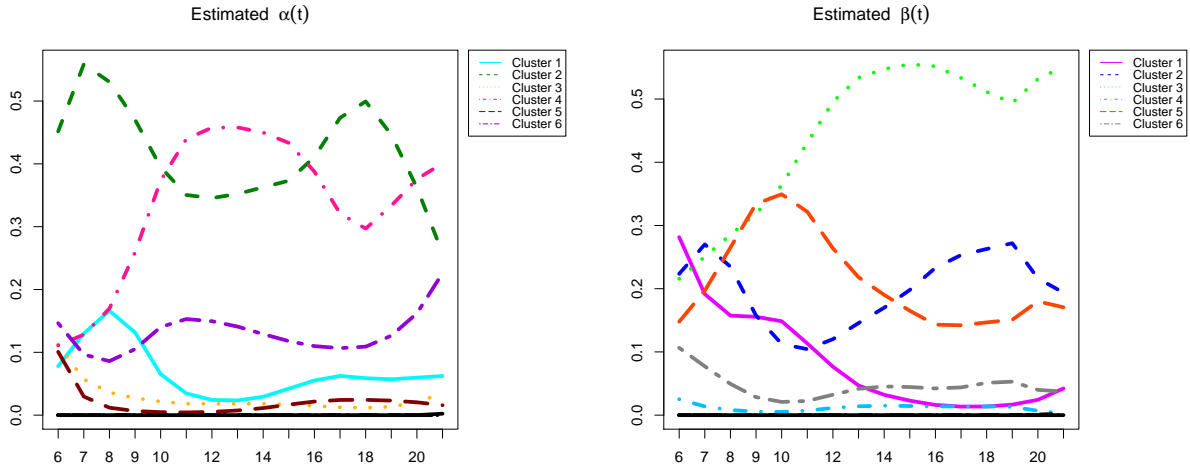 Estimated α(t)
0.0 0.1 0.2 0.3 0.4 0.5
6 7 8 9 10 12 14 16 18 20
Cluster 1
Cluster 2
Cluster 3
Cluster 4
Cluster 5
Cluster 6
Estimated β(t)
0.0 0.1 0.2 0.3 0.4 0.5
6 7 8 9 10 12 14 16 18 20
Cluster 1
Cluster 2
Cluster 3
Cluster 4
Cluster 5
Cluster 6